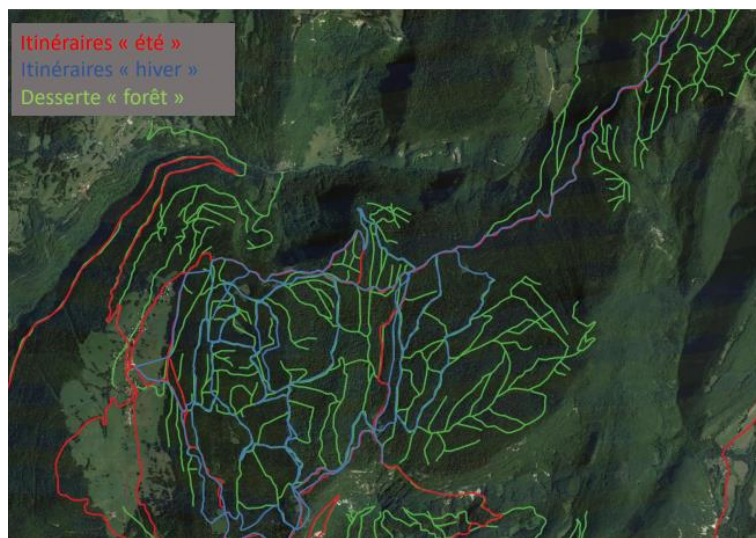 Itinéraires « été »
Itinéraires « hiver »
Desserte « forêt »